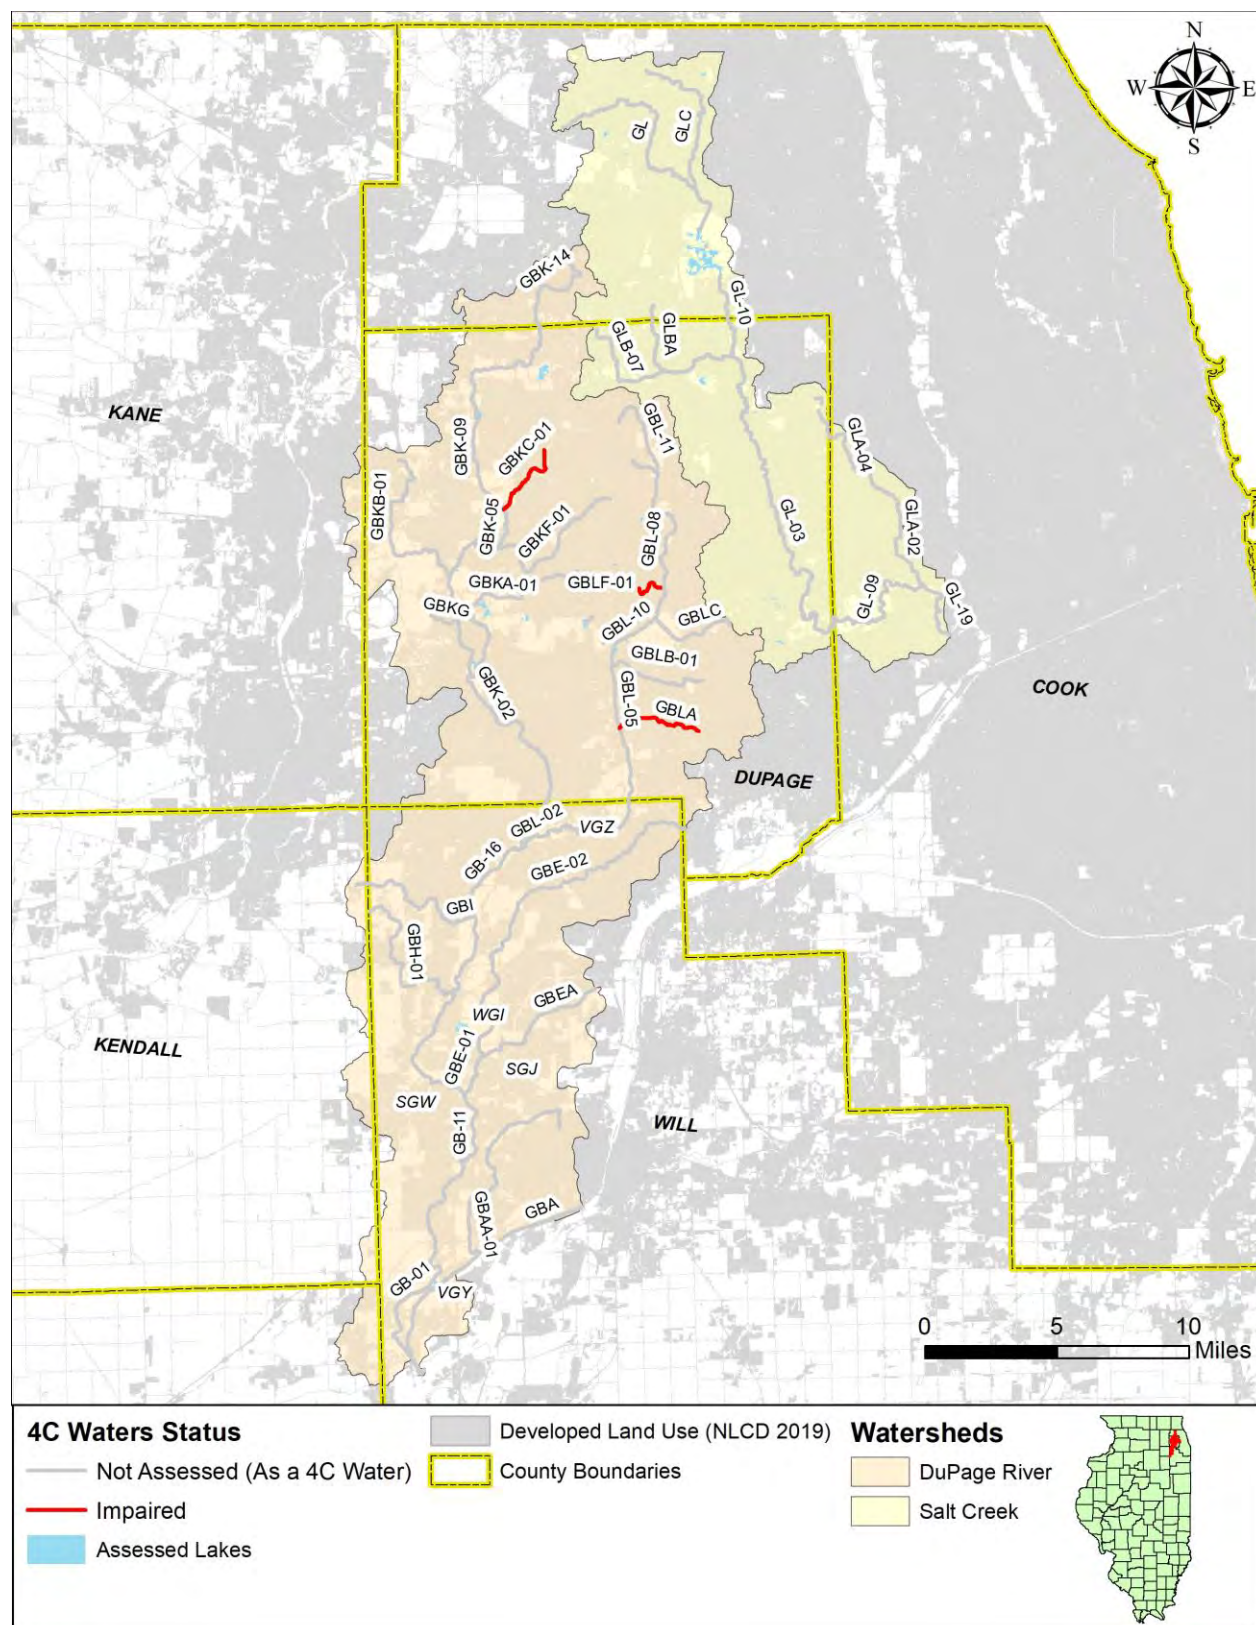 N
W E
S
GL
GLC
GBK-14
GL-10
GLB-07
GLBA
KANE
GBK-09
GBKC-01
GBL-11
GLA-04
GBKB-01
GBK-05
GBKF-01
GBL-08
GL-03
GLA-02
GBKA-01
GBLF-01
GL-09
GL-19
GBKG
GBL-10
GBLC
GBLB-01
GBK-02
GBL-05
GBLA
COOK
DUPAGE
GBL-02
VGZ
GB-16
GBE-02
GBI
GBH-01
GBEA
WGI
KENDALL
GBE-01
SGJ
SGW
GB-11
WILL
GBAA-01
GBA
GB-01
VGY
0 5 10
Miles
4C Waters Status
Not Assessed (As a 4C Water)
Impaired
Assessed Lakes
Developed Land Use (NLCD 2019)
County Boundaries
Watersheds
DuPage River
Salt Creek